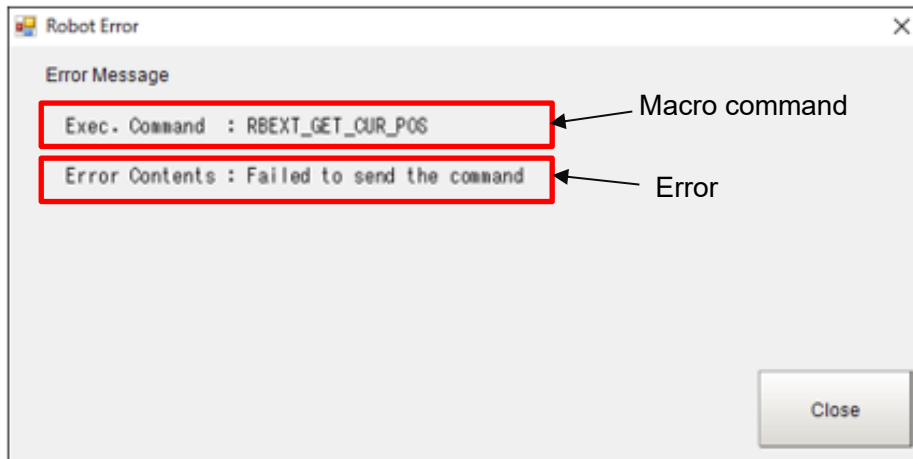 Robot Error
Error Message
Exec. Command : RBEXT_GET_CUR_POS
Macro command
Error Contents : Failed to send the command
Error
Close